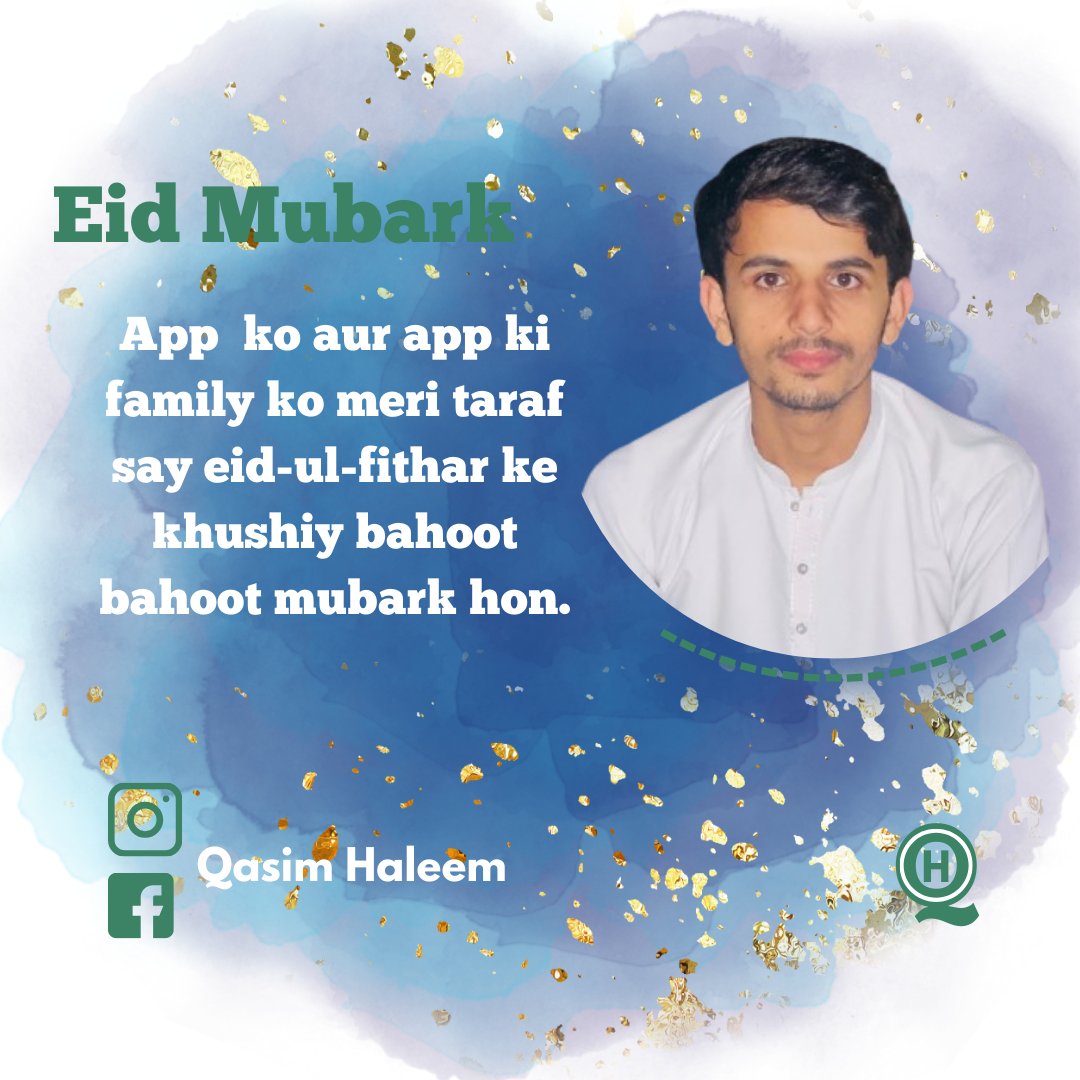 Eid Mubark
App  ko aur app ki
family ko meri taraf
say eid-ul-fithar ke
khushiy bahoot
bahoot mubark hon.
Qasim Haleem
H
Q